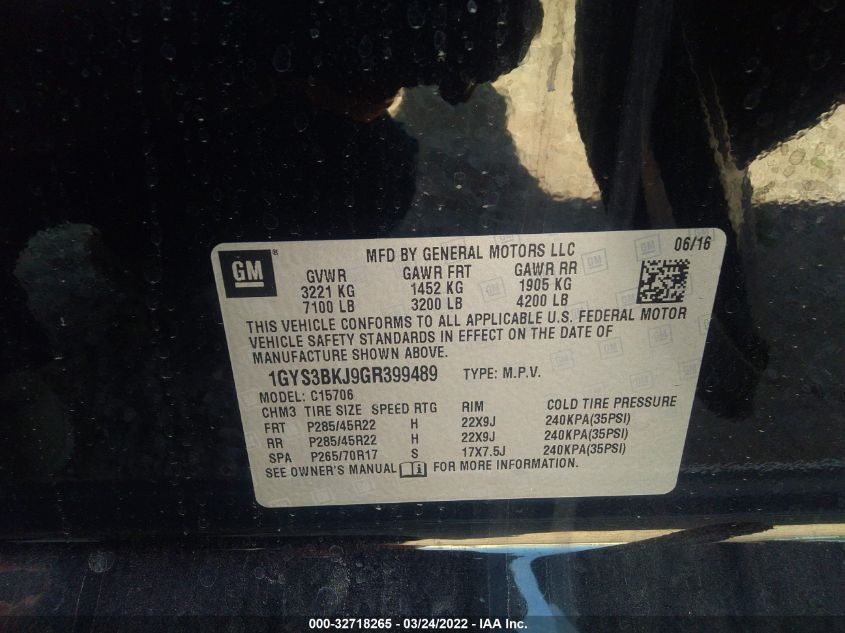 GM
MFD BY GENERAL MOTORS LLC
06/16
GVWR GAWR FRT GAWR RR
3221 KG 1452 KG 1905 KG
7100 LB 3200 LB 4200 LB
THIS VEHICLE CONFORMS TO ALL APPLICABLE U.S. FEDERAL MOTOR
VEHICLE SAFETY STANDARDS IN EFFECT ON THE DATE OF
MANUFACTURE SHOWN ABOVE.
1GYS3BKJ9GR399489 TYPE: M.P.V.
MODEL: C15706
CHM3 TIRE SIZE SPEED RTG RIM COLD TIRE PRESSURE
FRT P285/45R22 H 22X9J 240KPA(35PSI)
RR P285/45R22 H 22X9J 240KPA(35PSI)
SPA P265/70R17 S 17X7.5J 240KPA(35PSI)
SEE OWNER'S MANUAL i FOR MORE INFORMATION.
000-32718265 - 03/24/2022 - IAA Inc.